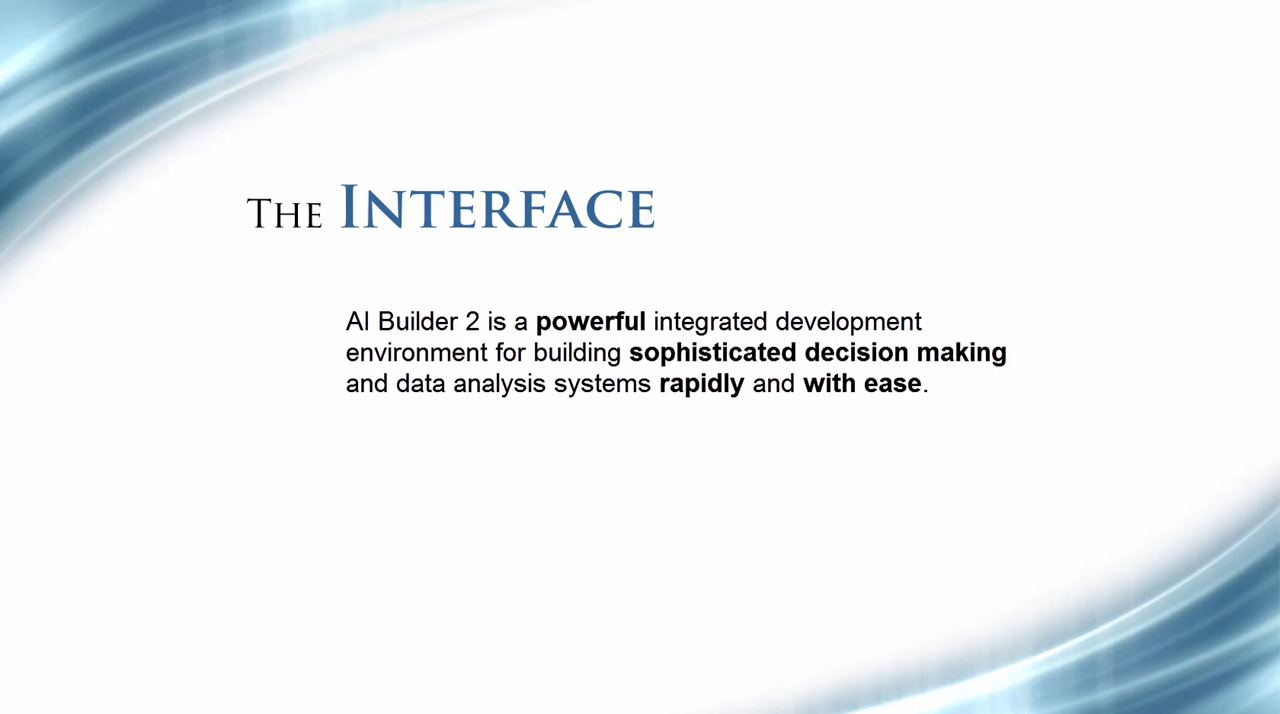 The Interface
AI Builder 2 is a powerful integrated development
environment for building sophisticated decision making
and data analysis systems rapidly and with ease.